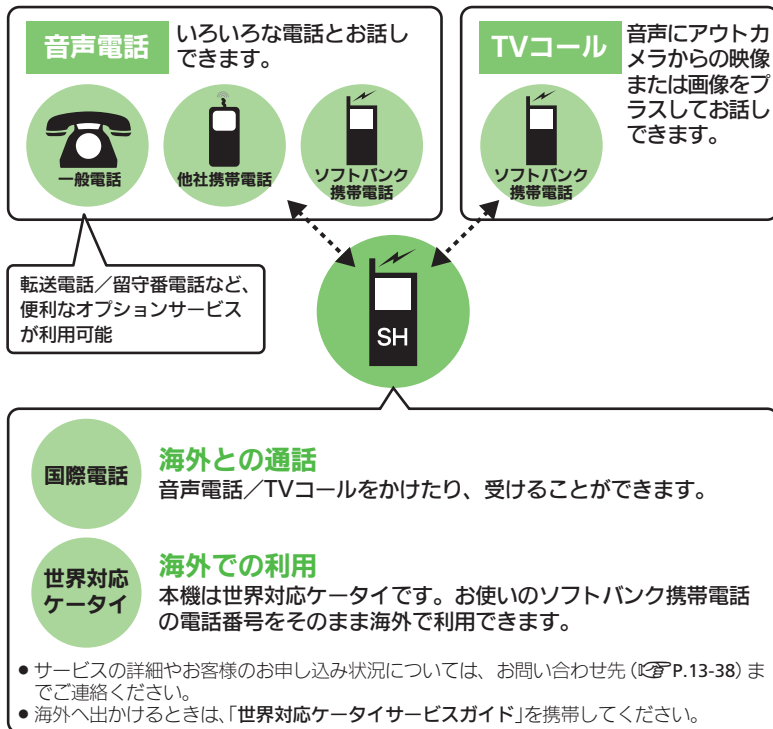 音声電話
いろいろな電話とお話し
できます。
一般電話
他社携帯電話
ソフトバンク
携帯電話
TVコール
音声にアウトカ
メラからの映像
または画像をプ
ラスしてお話し
できます。
ソフトバンク
携帯電話
転送電話／留守番電話など、
便利なオプションサービス
が利用可能
SH
国際電話
海外との通話
音声電話／TVコールをかけたり、受けることができます。
世界対応
ケータイ
海外での利用
本機は世界対応ケータイです。お使いのソフトバンク携帯電話
の電話番号をそのまま海外で利用できます。
● サービスの詳細やお客様のお申し込み状況については、お問い合わせ先（☞P.13-38）ま
でご連絡ください。
● 海外へ出かけるときは、「世界対応ケータイサービスガイド」を携帯してください。